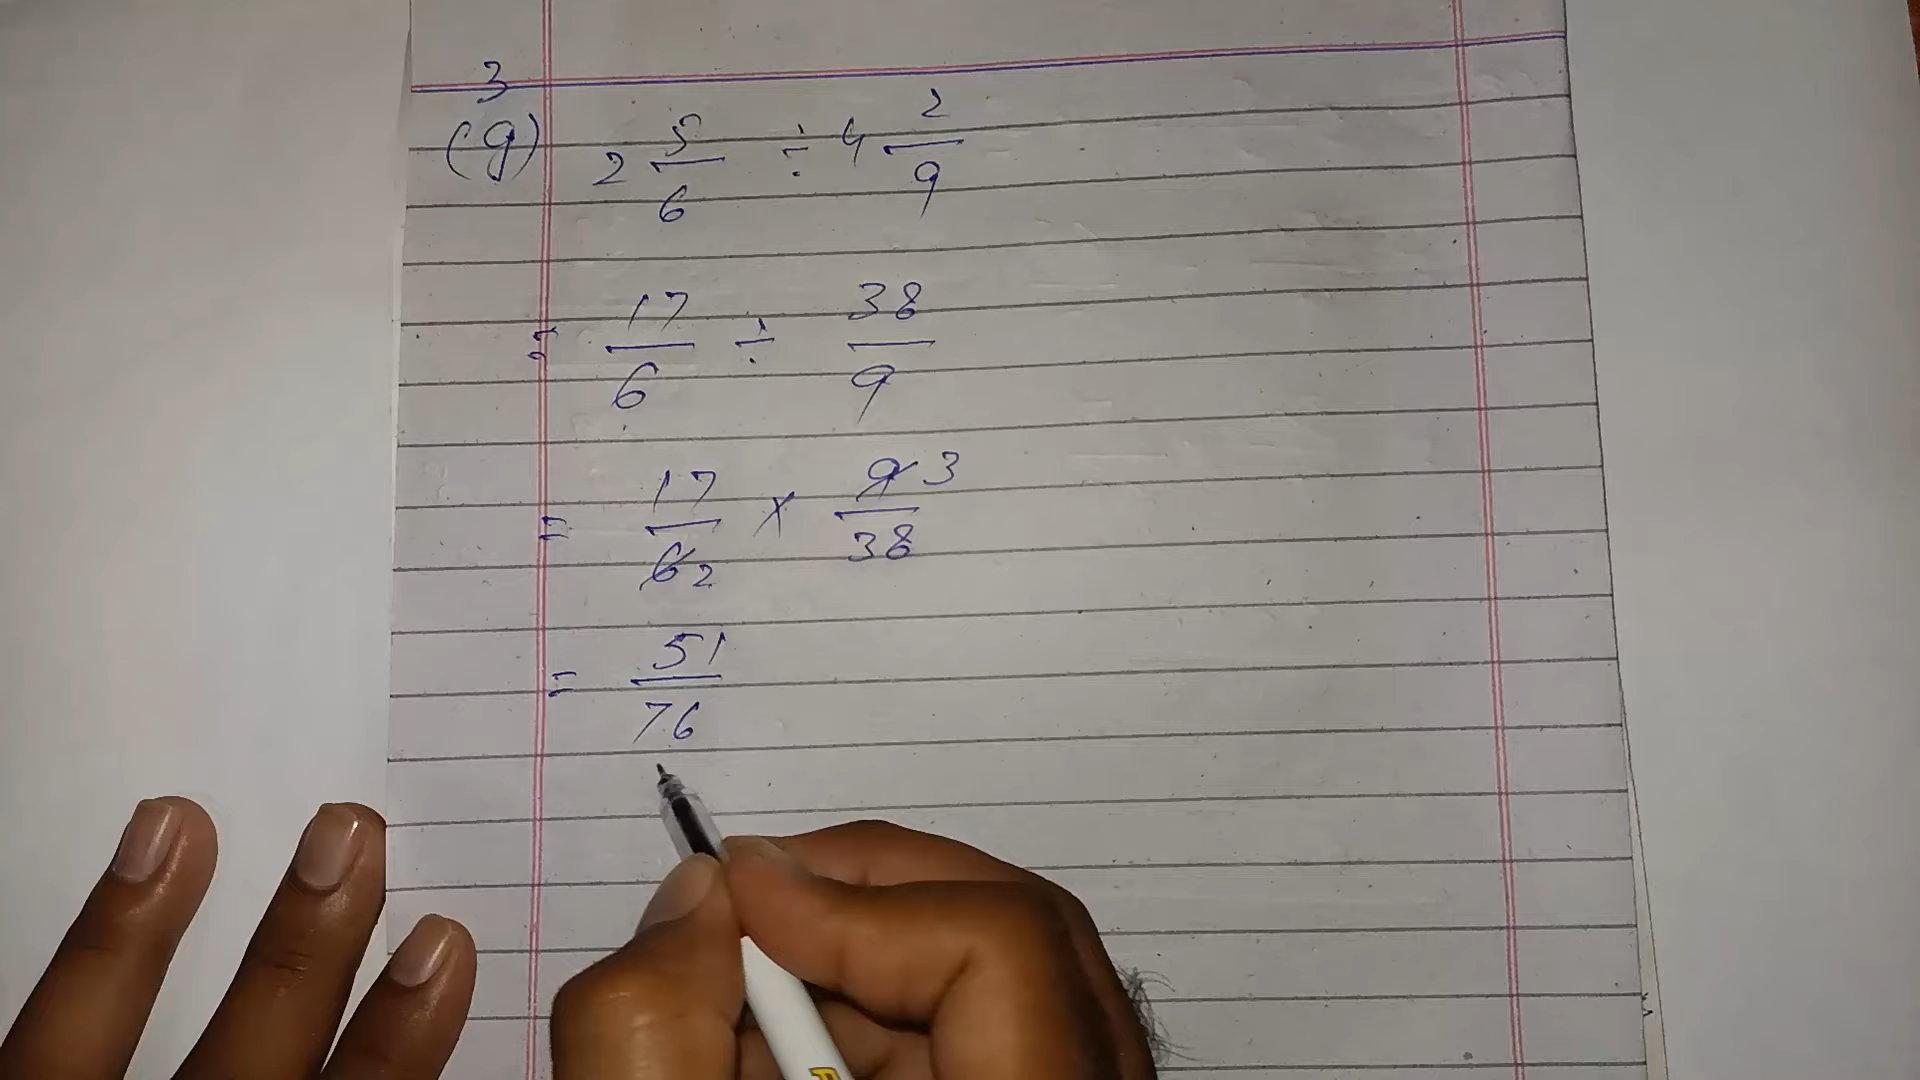 3
(g) 2 5/6 ÷ 4 2/9
= 17/6 ÷ 38/9
= 17/6 2 × 9 3/38
= 51/76